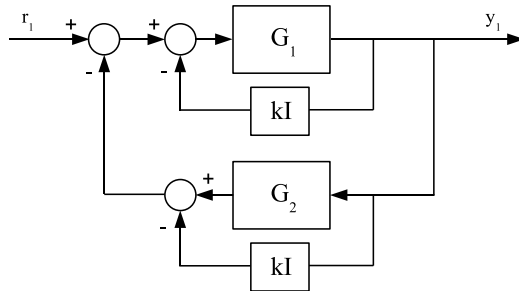 r₁ + + G₁ y₁
- -
kI
+ G₂
-
kI